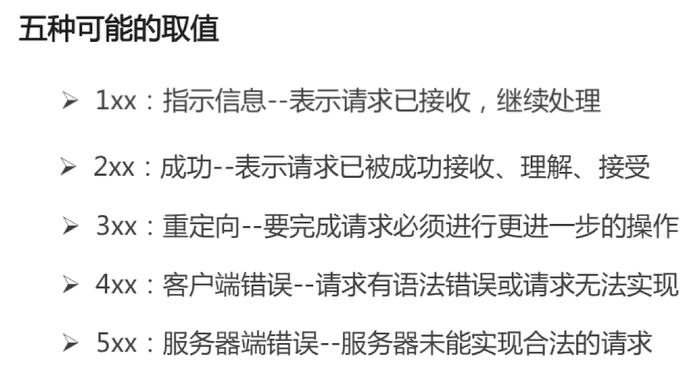 五种可能的取值
➢ 1xx：指示信息--表示请求已接收，继续处理
➢ 2xx：成功--表示请求已被成功接收、理解、接受
➢ 3xx：重定向--要完成请求必须进行更进一步的操作
➢ 4xx：客户端错误--请求有语法错误或请求无法实现
➢ 5xx：服务器端错误--服务器未能实现合法的请求